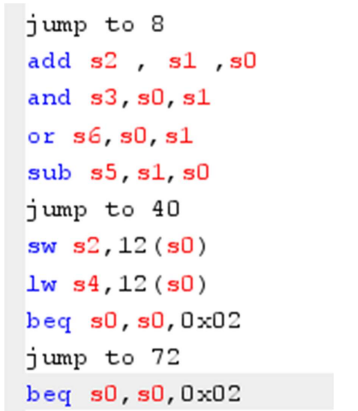 jump to 8
add s2 , s1 ,s0
and s3,s0,s1
or s6,s0,s1
sub s5,s1,s0
jump to 40
sw s2,12(s0)
lw s4,12(s0)
beq s0,s0,0x02
jump to 72
beq s0,s0,0x02